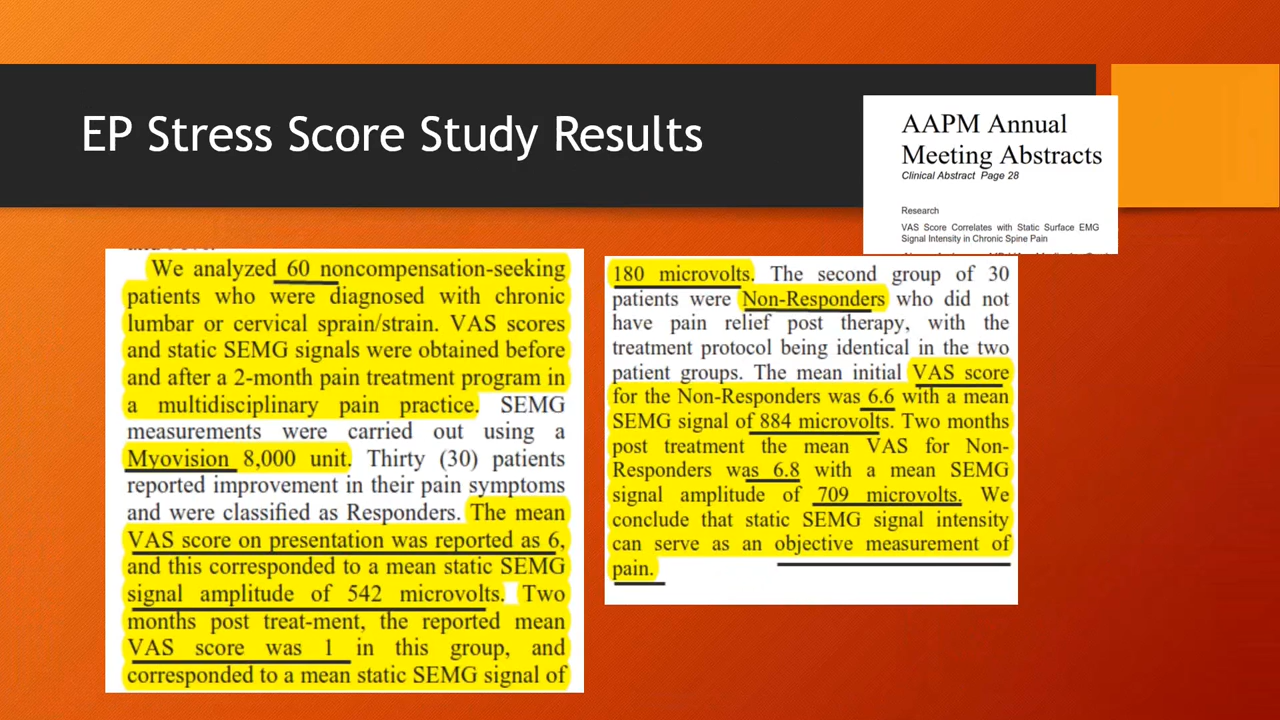 EP Stress Score Study Results
AAPM Annual
Meeting Abstracts
Clinical Abstract Page 28
Research
VAS Score Correlates with Static Surface EMG
Signal Intensity in Chronic Spine Pain
We analyzed 60 noncompensation-seeking
patients who were diagnosed with chronic
lumbar or cervical sprain/strain. VAS scores
and static SEMG signals were obtained before
and after a 2-month pain treatment program in
a multidisciplinary pain practice. SEMG
measurements were carried out using a
Myovision 8,000 unit. Thirty (30) patients
reported improvement in their pain symptoms
and were classified as Responders. The mean
VAS score on presentation was reported as 6,
and this corresponded to a mean static SEMG
signal amplitude of 542 microvolts. Two
months post treat-ment, the reported mean
VAS score was 1 in this group, and
corresponded to a mean static SEMG signal of
180 microvolts. The second group of 30
patients were Non-Responders who did not
have pain relief post therapy, with the
treatment protocol being identical in the two
patient groups. The mean initial VAS score
for the Non-Responders was 6.6 with a mean
SEMG signal of 884 microvolts. Two months
post treatment the mean VAS for Non-
Responders was 6.8 with a mean SEMG
signal amplitude of 709 microvolts. We
conclude that static SEMG signal intensity
can serve as an objective measurement of
pain.